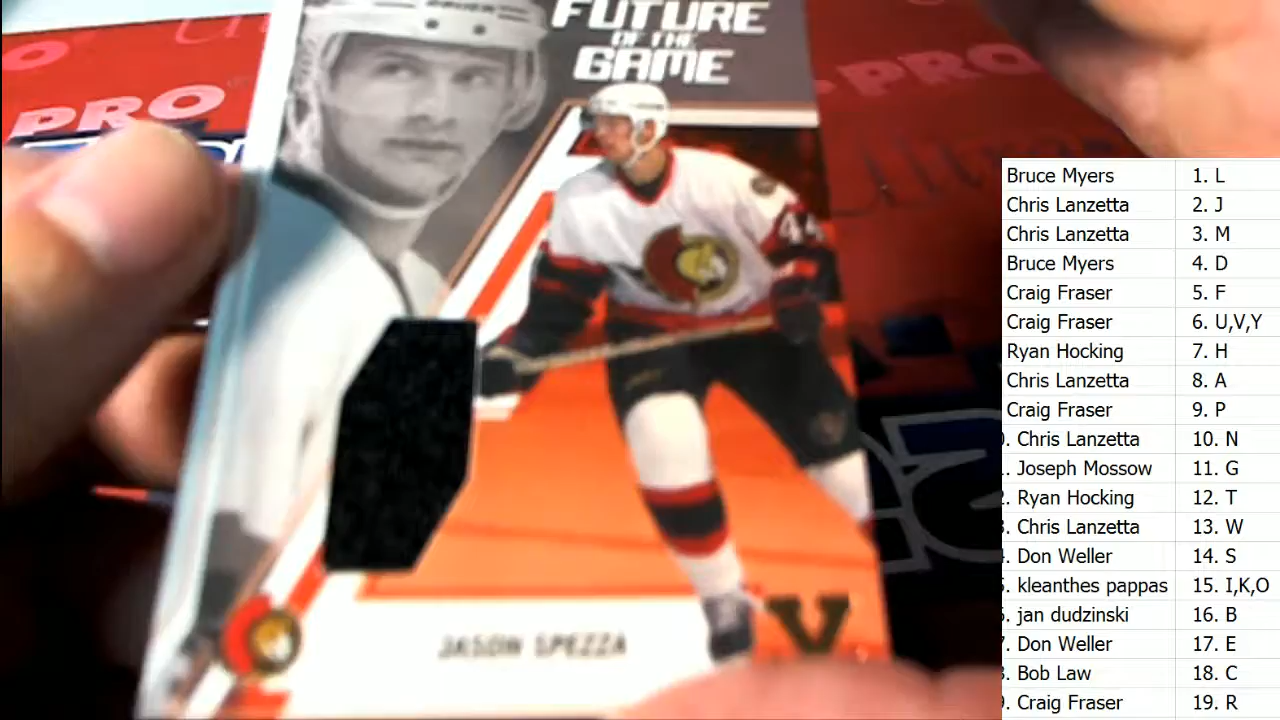 FUTURE
OF THE
GAME
PRO
PRO
PRO
44
JASON SPEZZA
V
Bruce Myers 1. L
Chris Lanzetta 2. J
Chris Lanzetta 3. M
Bruce Myers 4. D
Craig Fraser 5. F
Craig Fraser 6. U,V,Y
Ryan Hocking 7. H
Chris Lanzetta 8. A
Craig Fraser 9. P
Chris Lanzetta 10. N
Joseph Mossow 11. G
Ryan Hocking 12. T
Chris Lanzetta 13. W
Don Weller 14. S
kleanthes pappas 15. I,K,O
jan dudzinski 16. B
Don Weller 17. E
Bob Law 18. C
Craig Fraser 19. R